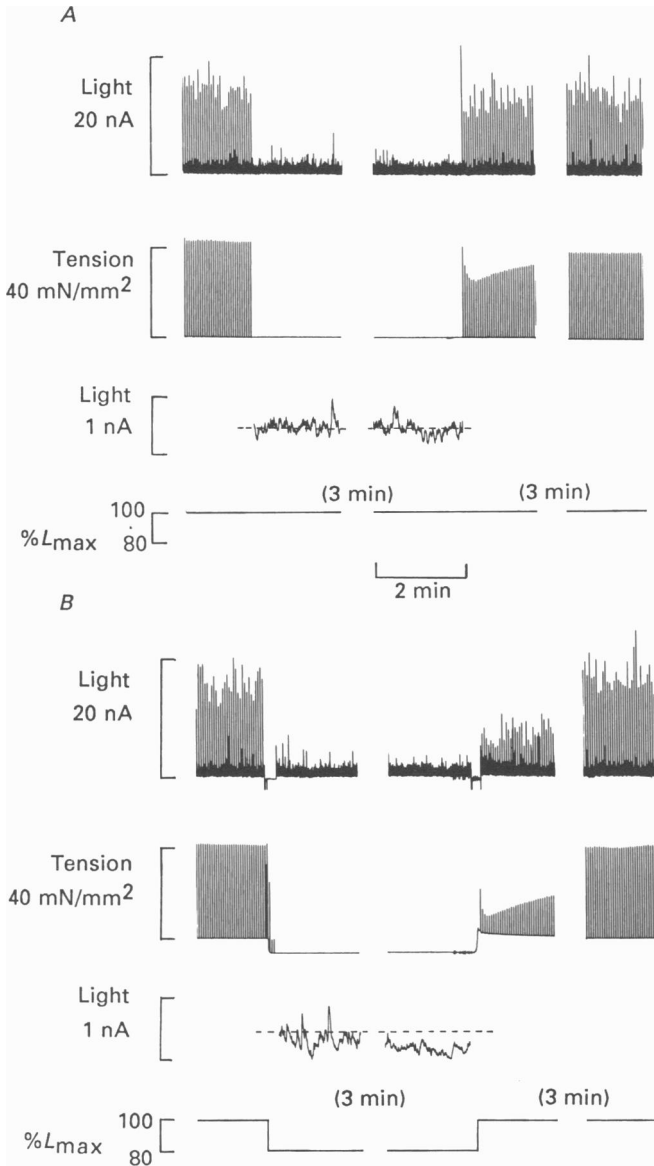 A
Light
20 nA
Tension
40 mN/mm²
Light
1 nA
(3 min) (3 min)
100
%Lmax
80
2 min
B
Light
20 nA
Tension
40 mN/mm²
Light
1 nA
(3 min) (3 min)
100
%Lmax
80